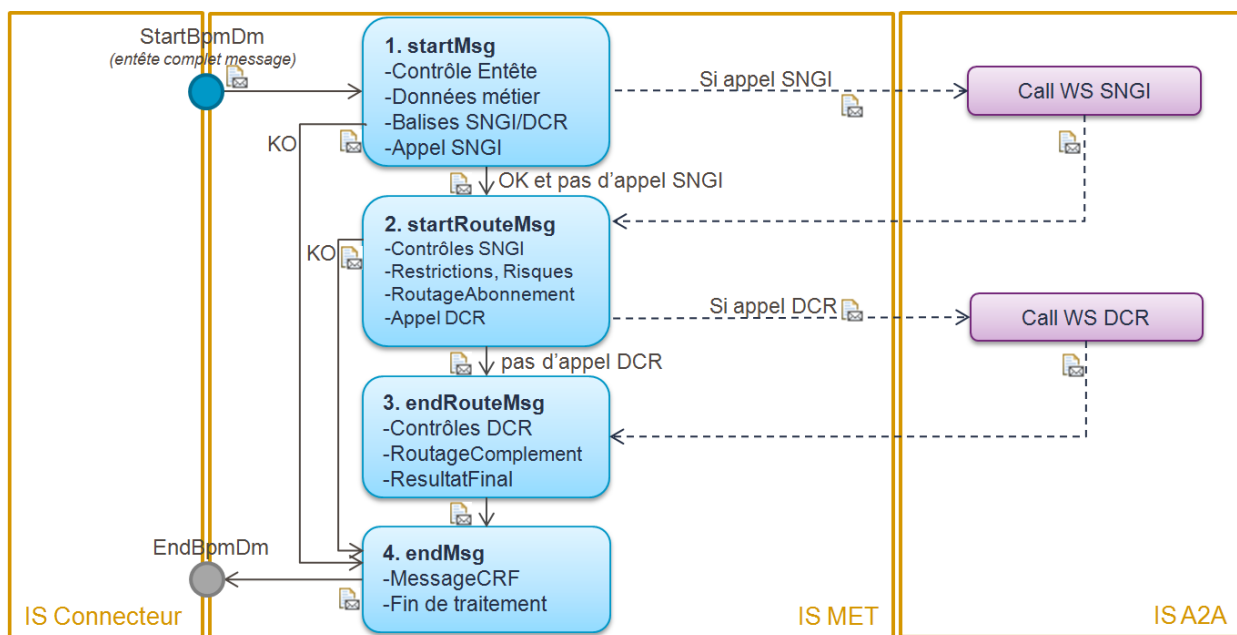 StartBpmDm
(entête complet message)
1. startMsg
-Contrôle Entête
-Données métier
-Balises SNGI/DCR
-Appel SNGI
Si appel SNGI
Call WS SNGI
KO
OK et pas d'appel SNGI
2. startRouteMsg
-Contrôles SNGI
-Restrictions, Risques
-RoutageAbonnement
-Appel DCR
KO
Si appel DCR
Call WS DCR
pas d'appel DCR
3. endRouteMsg
-Contrôles DCR
-RoutageComplement
-ResultatFinal
EndBpmDm
4. endMsg
-MessageCRF
-Fin de traitement
IS Connecteur
IS MET
IS A2A